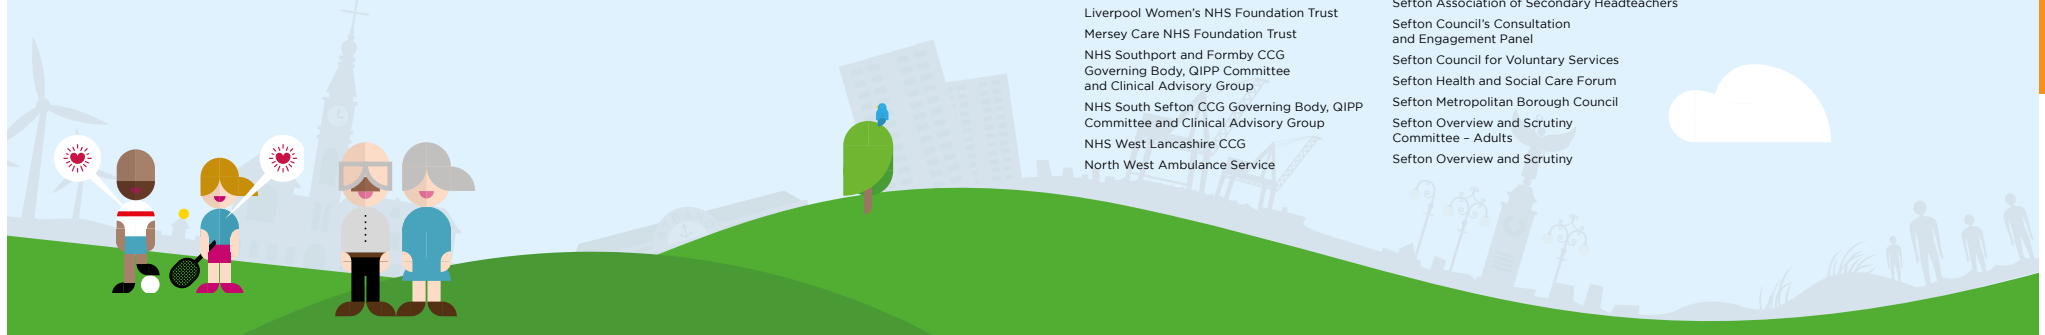 Liverpool Women's NHS Foundation Trust
Mersey Care NHS Foundation Trust
NHS Southport and Formby CCG
Governing Body, QIPP Committee
and Clinical Advisory Group
NHS South Sefton CCG Governing Body, QIPP
Committee and Clinical Advisory Group
NHS West Lancashire CCG
North West Ambulance Service
Sefton Association of Secondary Headteachers
Sefton Council's Consultation
and Engagement Panel
Sefton Council for Voluntary Services
Sefton Health and Social Care Forum
Sefton Metropolitan Borough Council
Sefton Overview and Scrutiny
Committee – Adults
Sefton Overview and Scrutiny